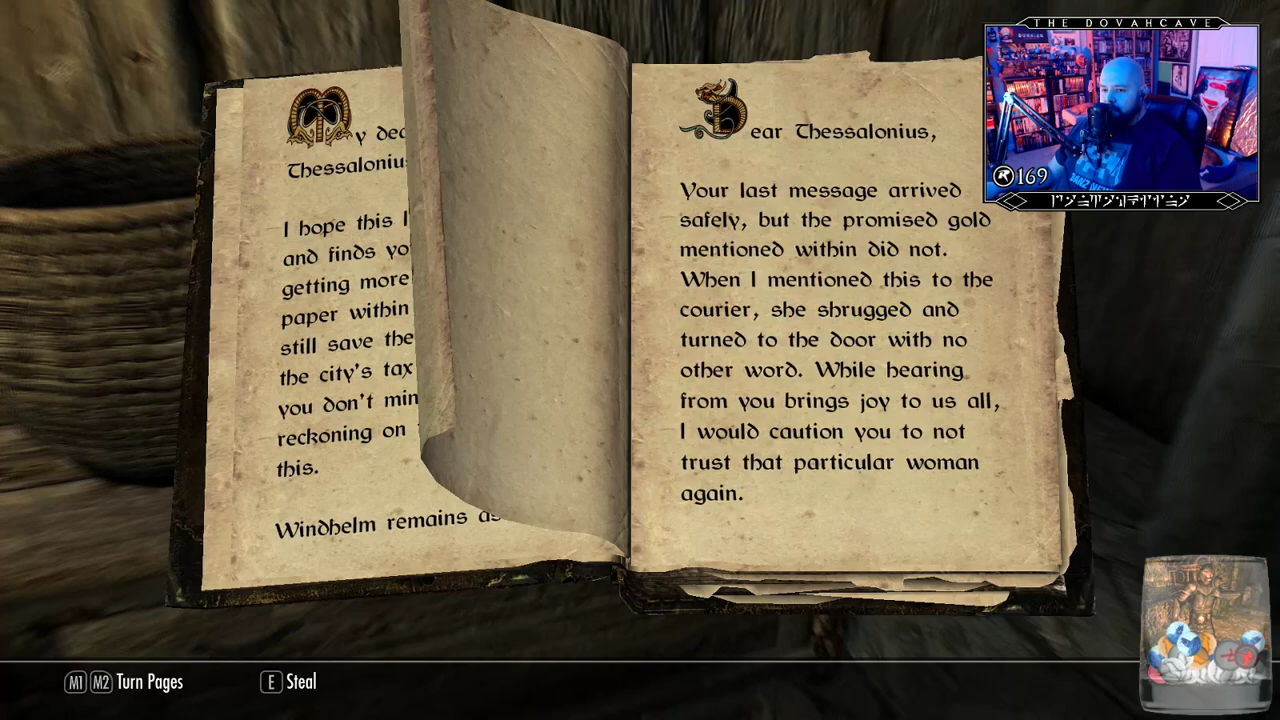 My dea
Thessaloniu
I hope this l
and finds yo
getting more
paper within
still save the
the city's tax
you don't min
reckoning on
this.
Windhelm remains as
Dear Thessalonius,
Your last message arrived
safely, but the promised gold
mentioned within did not.
When I mentioned this to the
courier, she shrugged and
turned to the door with no
other word. While hearing
from you brings joy to us all,
I would caution you to not
trust that particular woman
again.
THE DOVAHCAVE
169
M1 M2 Turn Pages
E Steal